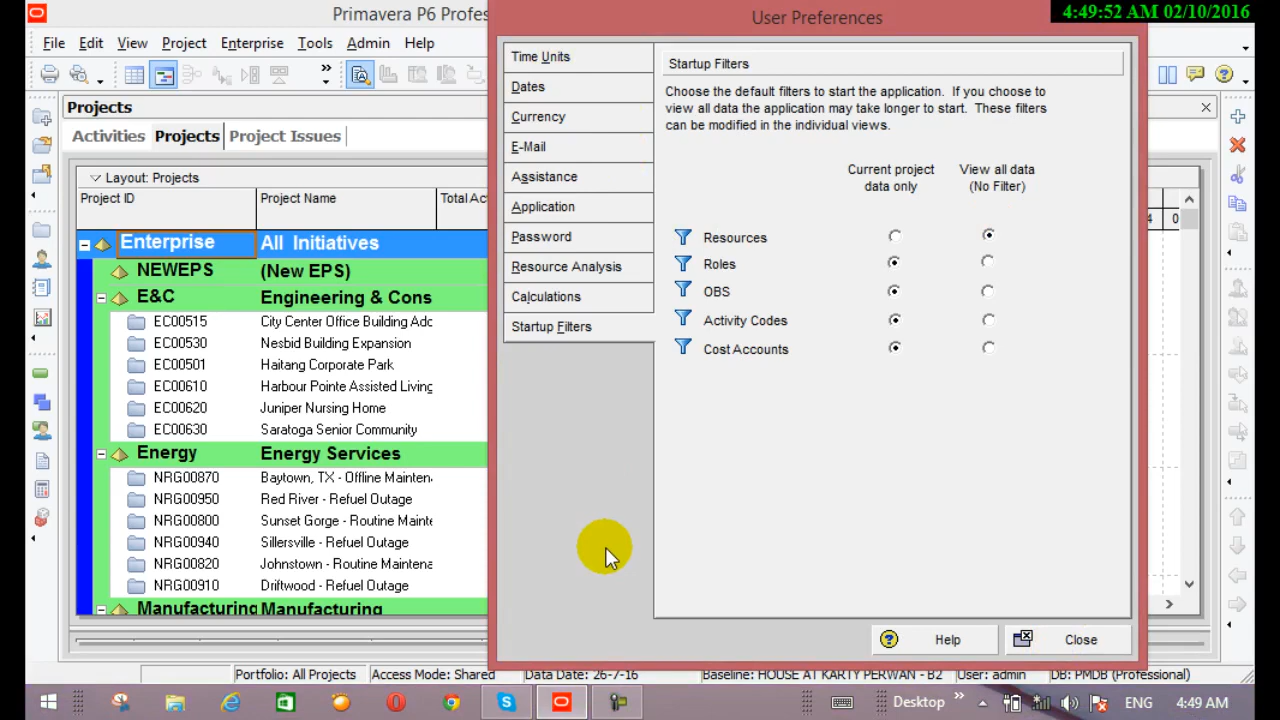 Primavera P6 Profes
User Preferences
4:49:52 AM 02/10/2016
File Edit View Project Enterprise Tools Admin Help
Projects
Activities Projects Project Issues
Layout: Projects
Project ID Project Name Total Act
Enterprise All Initiatives
NEWEPS (New EPS)
E&C Engineering & Cons
EC00515 City Center Office Building Adc
EC00530 Nesbid Building Expansion
EC00501 Haitang Corporate Park
EC00610 Harbour Pointe Assisted Living
EC00620 Juniper Nursing Home
EC00630 Saratoga Senior Community
Energy Energy Services
NRG00870 Baytown, TX - Offline Mainten
NRG00950 Red River - Refuel Outage
NRG00800 Sunset Gorge - Routine Mainte
NRG00940 Sillersville - Refuel Outage
NRG00820 Johnstown - Routine Maintena
NRG00910 Driftwood - Refuel Outage
Manufacturing Manufacturing
Time Units
Dates
Currency
E-Mail
Assistance
Application
Password
Resource Analysis
Calculations
Startup Filters
Startup Filters
Choose the default filters to start the application. If you choose to
view all data the application may take longer to start. These filters
can be modified in the individual views.
Current project
data only
View all data
(No Filter)
Resources
Roles
OBS
Activity Codes
Cost Accounts
4 0
Help Close
Portfolio: All Projects Access Mode: Shared Data Date: 26-7-16 Baseline: HOUSE AT KARTY PERWAN - B2 User: admin DB: PMDB (Professional)
Desktop ENG 4:49 AM